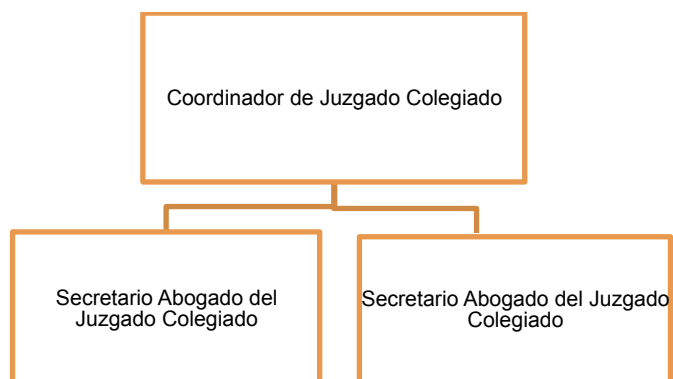 Coordinador de Juzgado Colegiado
Secretario Abogado del
Juzgado Colegiado
Secretario Abogado del Juzgado
Colegiado